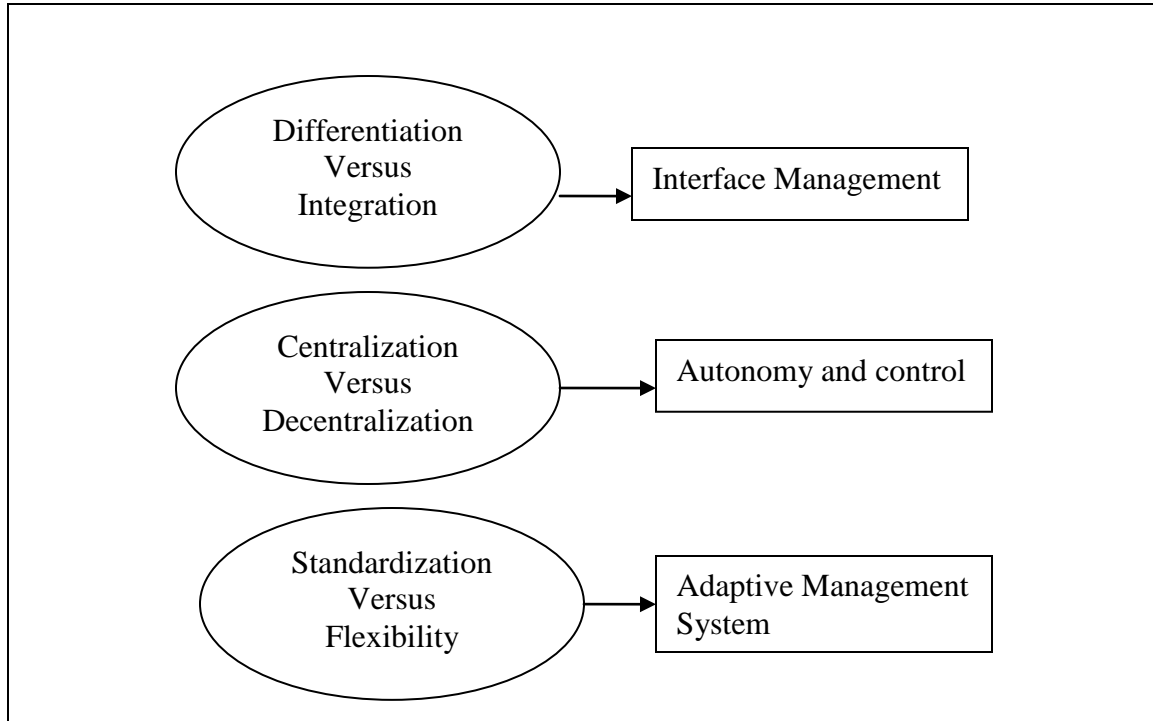 Differentiation
Versus
Integration
Interface Management
Centralization
Versus
Decentralization
Autonomy and control
Standardization
Versus
Flexibility
Adaptive Management
System